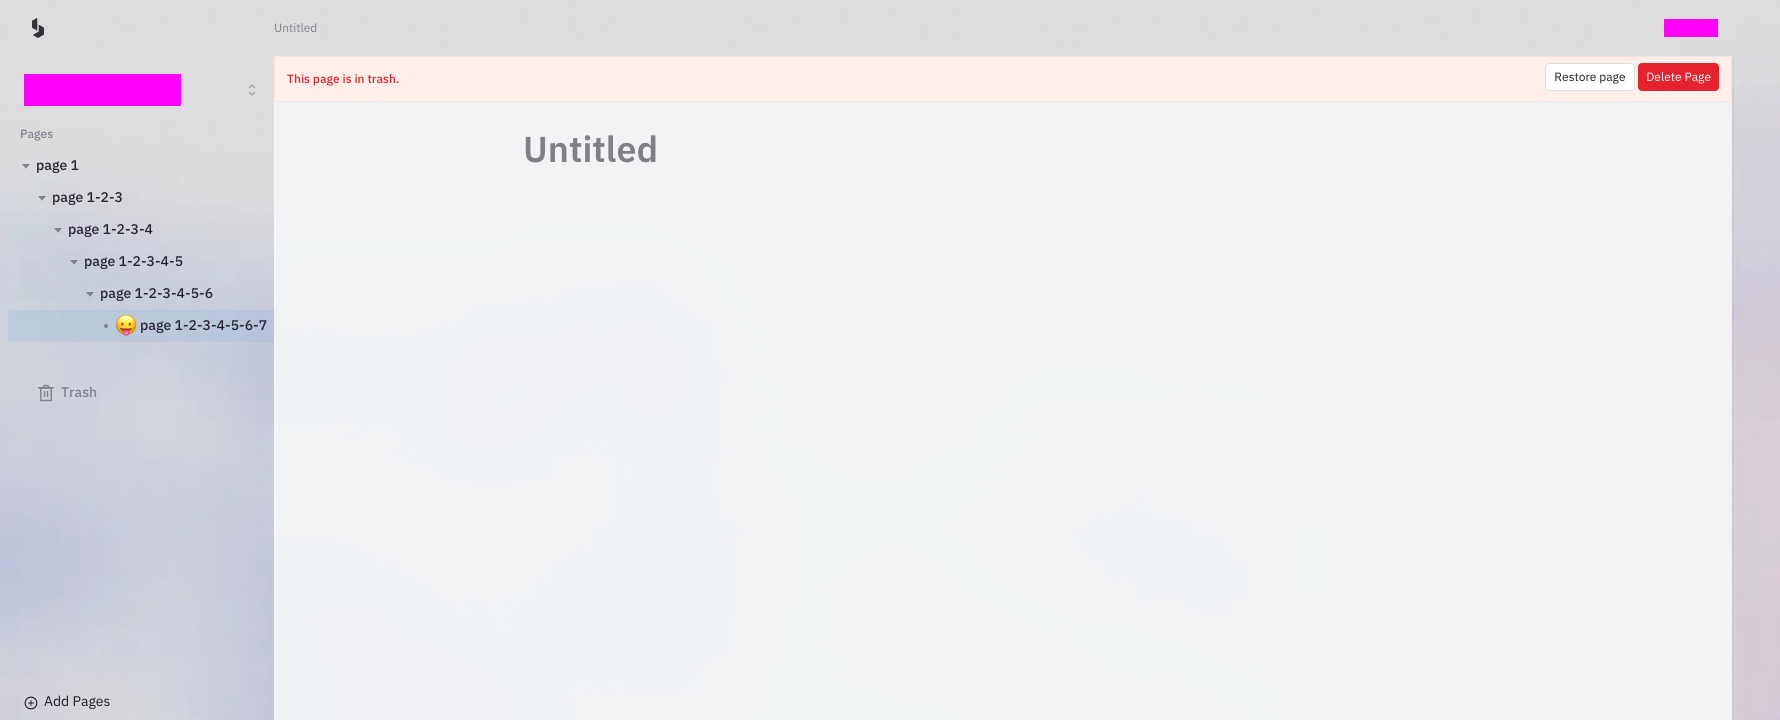 Untitled
This page is in trash.
Restore page
Delete Page
Pages
page 1
page 1-2-3
page 1-2-3-4
page 1-2-3-4-5
page 1-2-3-4-5-6
😛 page 1-2-3-4-5-6-7
Trash
Add Pages
Untitled